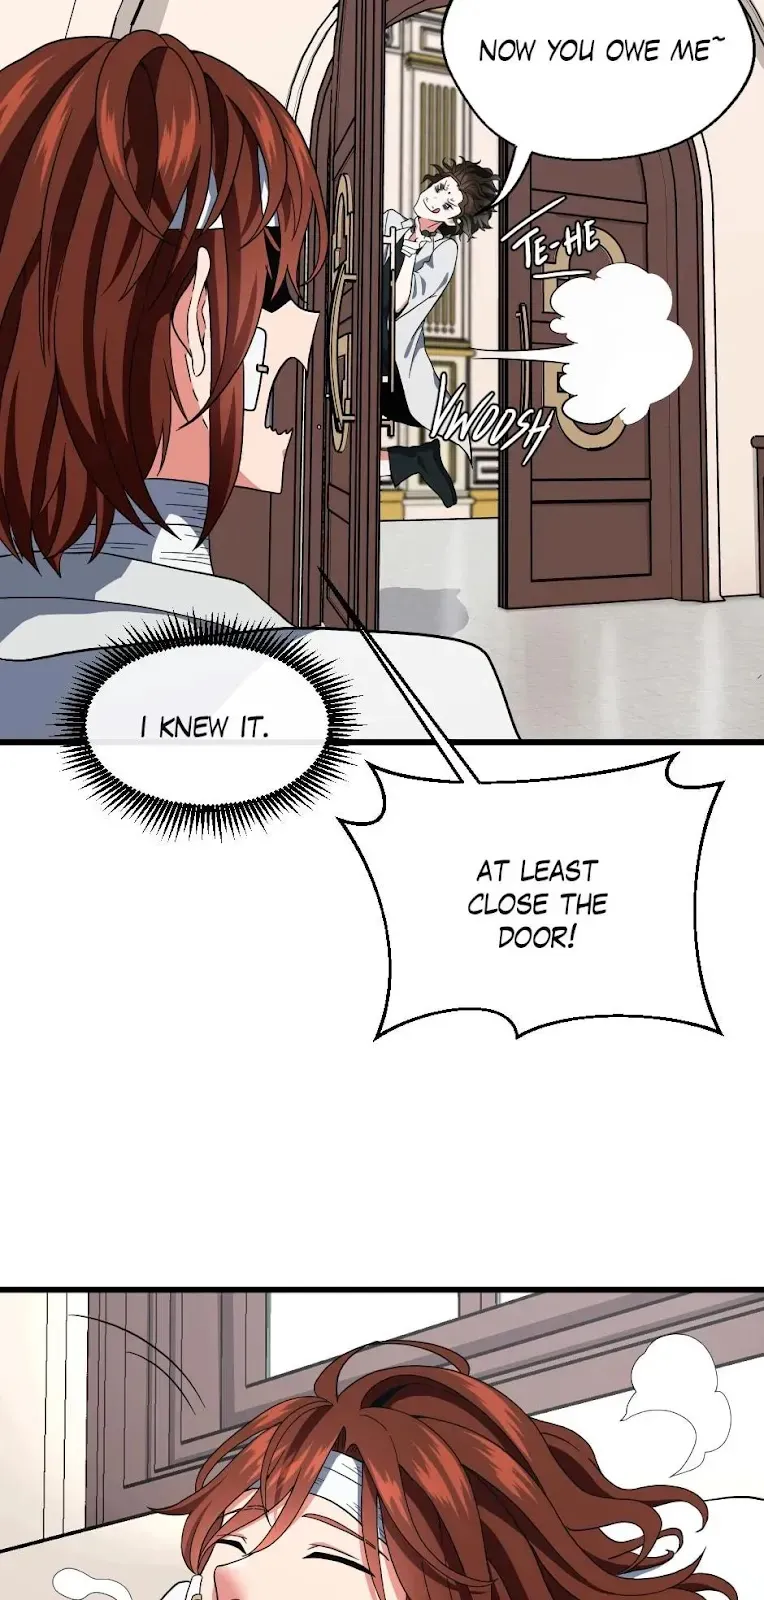 NOW YOU OWE ME~
TE-HE
VWOOSH
I KNEW IT.
AT LEAST
CLOSE THE
DOOR!